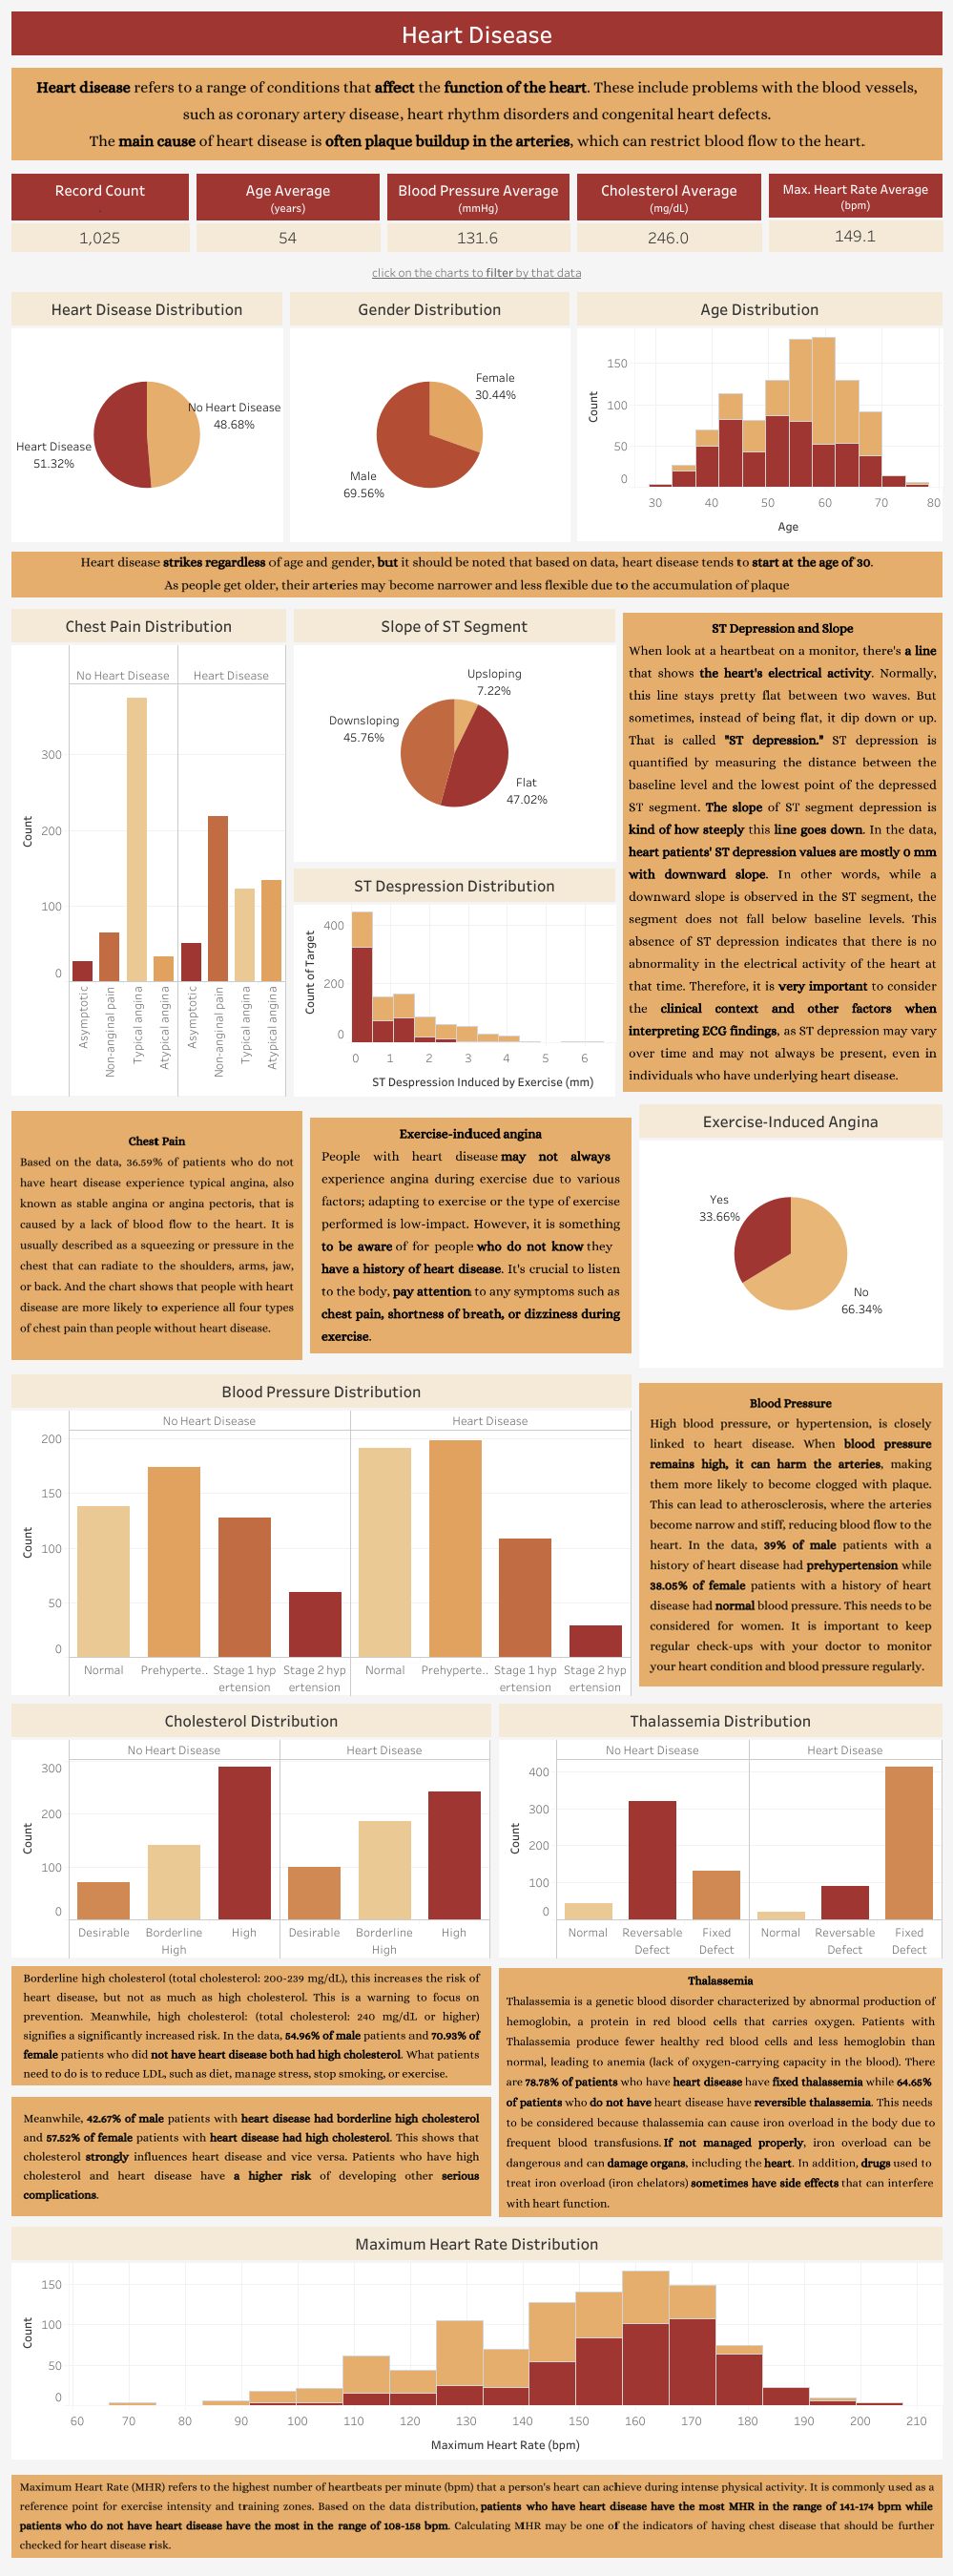 Heart Disease
Heart disease refers to a range of conditions that affect the function of the heart. These include problems with the blood vessels,
such as coronary artery disease, heart rhythm disorders and congenital heart defects.
The main cause of heart disease is often plaque buildup in the arteries, which can restrict blood flow to the heart.
Record Count
1,025
Age Average
(years)
54
Blood Pressure Average
(mmHg)
131.6
Cholesterol Average
(mg/dL)
246.0
Max. Heart Rate Average
(bpm)
149.1
click on the charts to filter by that data
Heart Disease Distribution
No Heart Disease
48.68%
Heart Disease
51.32%
Gender Distribution
Female
30.44%
Male
69.56%
Age Distribution
Count
150
100
50
0
30 40 50 60 70 80
Age
Heart disease strikes regardless of age and gender, but it should be noted that based on data, heart disease tends to start at the age of 30.
As people get older, their arteries may become narrower and less flexible due to the accumulation of plaque
Chest Pain Distribution
No Heart Disease Heart Disease
Count
300
200
100
0
Asymptotic
Non-anginal pain
Typical angina
Atypical angina
Asymptotic
Non-anginal pain
Typical angina
Atypical angina
Slope of ST Segment
Upsloping
7.22%
Downsloping
45.76%
Flat
47.02%
ST Despression Distribution
Count of Target
400
200
0
0 1 2 3 4 5 6
ST Despression Induced by Exercise (mm)
ST Depression and Slope
When look at a heartbeat on a monitor, there's a line
that shows the heart's electrical activity. Normally,
this line stays pretty flat between two waves. But
sometimes, instead of being flat, it dip down or up.
That is called "ST depression." ST depression is
quantified by measuring the distance between the
baseline level and the lowest point of the depressed
ST segment. The slope of ST segment depression is
kind of how steeply this line goes down. In the data,
heart patients' ST depression values are mostly 0 mm
with downward slope. In other words, while a
downward slope is observed in the ST segment, the
segment does not fall below baseline levels. This
absence of ST depression indicates that there is no
abnormality in the electrical activity of the heart at
that time. Therefore, it is very important to consider
the clinical context and other factors when
interpreting ECG findings, as ST depression may vary
over time and may not always be present, even in
individuals who have underlying heart disease.
Chest Pain
Based on the data, 36.59% of patients who do not
have heart disease experience typical angina, also
known as stable angina or angina pectoris, that is
caused by a lack of blood flow to the heart. It is
usually described as a squeezing or pressure in the
chest that can radiate to the shoulders, arms, jaw,
or back. And the chart shows that people with heart
disease are more likely to experience all four types
of chest pain than people without heart disease.
Exercise-induced angina
People with heart disease may not always
experience angina during exercise due to various
factors; adapting to exercise or the type of exercise
performed is low-impact. However, it is something
to be aware of for people who do not know they
have a history of heart disease. It's crucial to listen
to the body, pay attention to any symptoms such as
chest pain, shortness of breath, or dizziness during
exercise.
Exercise-Induced Angina
Yes
33.66%
No
66.34%
Blood Pressure Distribution
No Heart Disease Heart Disease
Count
200
150
100
50
0
Normal Prehyperte.. Stage 1 hyp Stage 2 hyp Normal Prehyperte.. Stage 1 hyp Stage 2 hyp
ertension ertension ertension ertension
Blood Pressure
High blood pressure, or hypertension, is closely
linked to heart disease. When blood pressure
remains high, it can harm the arteries, making
them more likely to become clogged with plaque.
This can lead to atherosclerosis, where the arteries
become narrow and stiff, reducing blood flow to the
heart. In the data, 39% of male patients with a
history of heart disease had prehypertension while
38.05% of female patients with a history of heart
disease had normal blood pressure. This needs to be
considered for women. It is important to keep
regular check-ups with your doctor to monitor
your heart condition and blood pressure regularly.
Cholesterol Distribution
No Heart Disease Heart Disease
Count
300
200
100
0
Desirable Borderline High Desirable Borderline High
High High
Thalassemia Distribution
No Heart Disease Heart Disease
Count
400
300
200
100
0
Normal Reversable Fixed Normal Reversable Fixed
Defect Defect Defect Defect
Borderline high cholesterol (total cholesterol: 200-239 mg/dL), this increases the risk of
heart disease, but not as much as high cholesterol. This is a warning to focus on
prevention. Meanwhile, high cholesterol: (total cholesterol: 240 mg/dL or higher)
signifies a significantly increased risk. In the data, 54.96% of male patients and 70.93% of
female patients who did not have heart disease both had high cholesterol. What patients
need to do is to reduce LDL, such as diet, manage stress, stop smoking, or exercise.
Meanwhile, 42.67% of male patients with heart disease had borderline high cholesterol
and 57.52% of female patients with heart disease had high cholesterol. This shows that
cholesterol strongly influences heart disease and vice versa. Patients who have high
cholesterol and heart disease have a higher risk of developing other serious
complications.
Thalassemia
Thalassemia is a genetic blood disorder characterized by abnormal production of
hemoglobin, a protein in red blood cells that carries oxygen. Patients with
Thalassemia produce fewer healthy red blood cells and less hemoglobin than
normal, leading to anemia (lack of oxygen-carrying capacity in the blood). There
are 78.78% of patients who have heart disease have fixed thalassemia while 64.65%
of patients who do not have heart disease have reversible thalassemia. This needs
to be considered because thalassemia can cause iron overload in the body due to
frequent blood transfusions. If not managed properly, iron overload can be
dangerous and can damage organs, including the heart. In addition, drugs used to
treat iron overload (iron chelators) sometimes have side effects that can interfere
with heart function.
Maximum Heart Rate Distribution
Count
150
100
50
0
60 70 80 90 100 110 120 130 140 150 160 170 180 190 200 210
Maximum Heart Rate (bpm)
Maximum Heart Rate (MHR) refers to the highest number of heartbeats per minute (bpm) that a person's heart can achieve during intense physical activity. It is commonly used as a
reference point for exercise intensity and training zones. Based on the data distribution, patients who have heart disease have the most MHR in the range of 141-174 bpm while
patients who do not have heart disease have the most in the range of 108-158 bpm. Calculating MHR may be one of the indicators of having chest disease that should be further
checked for heart disease risk.